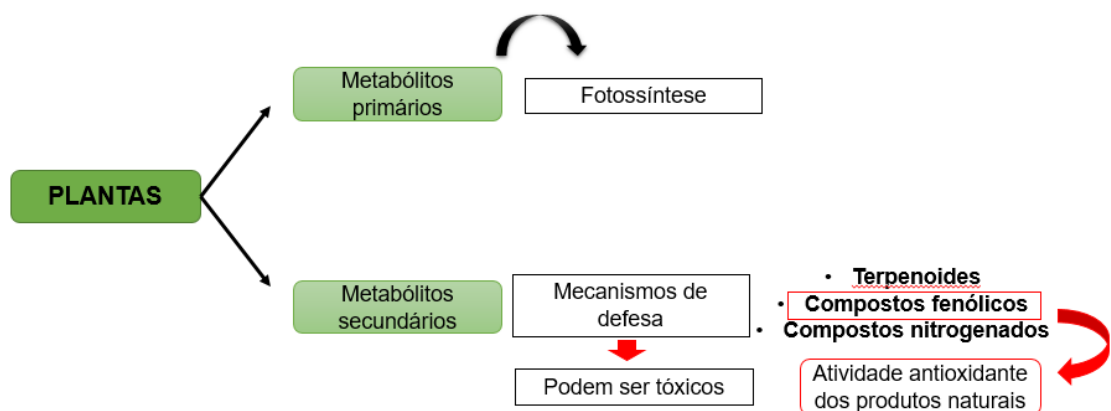 Metabólitos
primários
Fotossíntese
PLANTAS
Metabólitos
secundários
Mecanismos de
defesa
Podem ser tóxicos
• Terpenoides
• Compostos fenólicos
• Compostos nitrogenados
Atividade antioxidante
dos produtos naturais